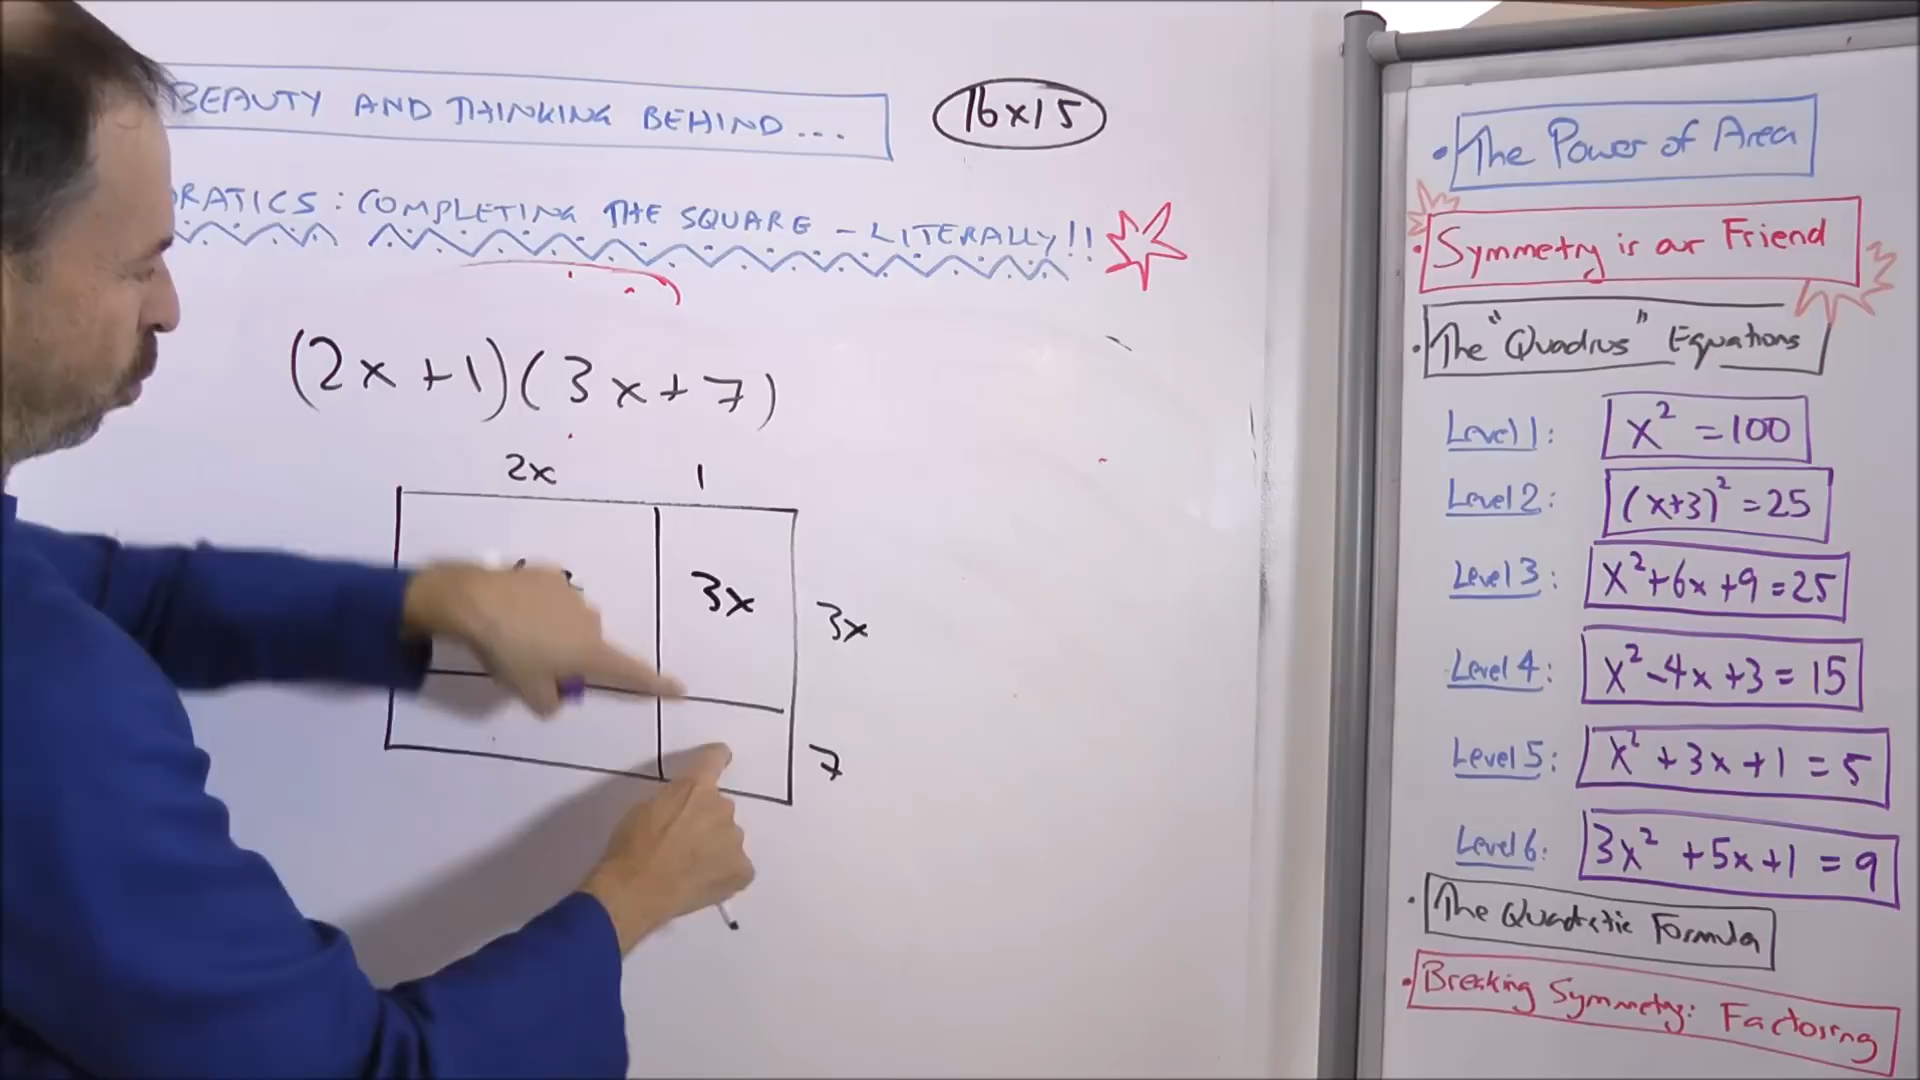 BEAUTY AND THINKING BEHIND...
16x15
RATICS: COMPLETING THE SQUARE - LITERALLY!!
(2x+1)(3x+7)
2x 1
3x 3x
7
• The Power of Area
• Symmetry is our Friend
• The "Quadrus" Equations
Level 1: x² = 100
Level 2: (x+3)² = 25
Level 3: x²+6x+9=25
Level 4: x²-4x+3=15
Level 5: x²+3x+1=5
Level 6: 3x²+5x+1=9
• The Quadratic Formula
• Breaking Symmetry: Factoring